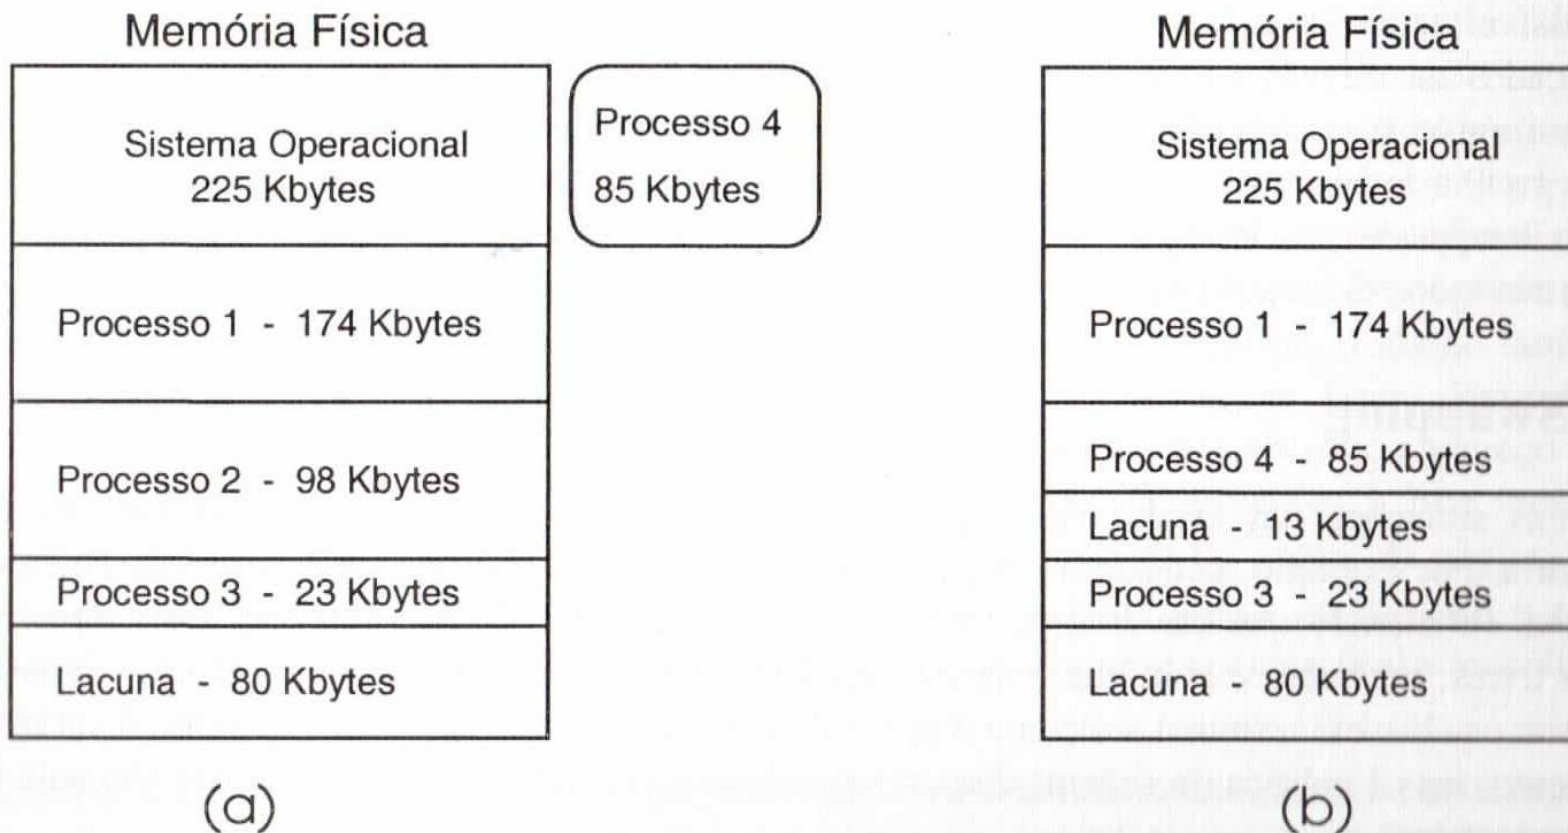 Memória Física
Sistema Operacional
225 Kbytes
Processo 1 - 174 Kbytes
Processo 2 - 98 Kbytes
Processo 3 - 23 Kbytes
Lacuna - 80 Kbytes
(a)
Processo 4
85 Kbytes
Memória Física
Sistema Operacional
225 Kbytes
Processo 1 - 174 Kbytes
Processo 4 - 85 Kbytes
Lacuna - 13 Kbytes
Processo 3 - 23 Kbytes
Lacuna - 80 Kbytes
(b)